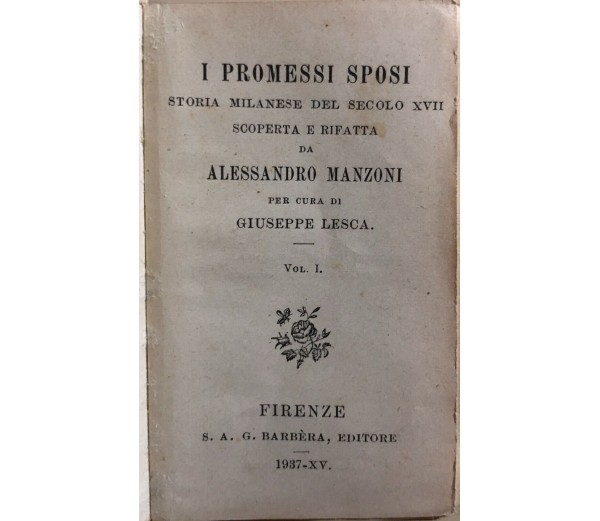 I PROMESSI SPOSI
STORIA MILANESE DEL SECOLO XVII
SCOPERTA E RIFATTA
DA
ALESSANDRO MANZONI
PER CURA DI
GIUSEPPE LESCA.
VOL. I.
FIRENZE
S. A. G. BARBÈRA, EDITORE
1937-XV.